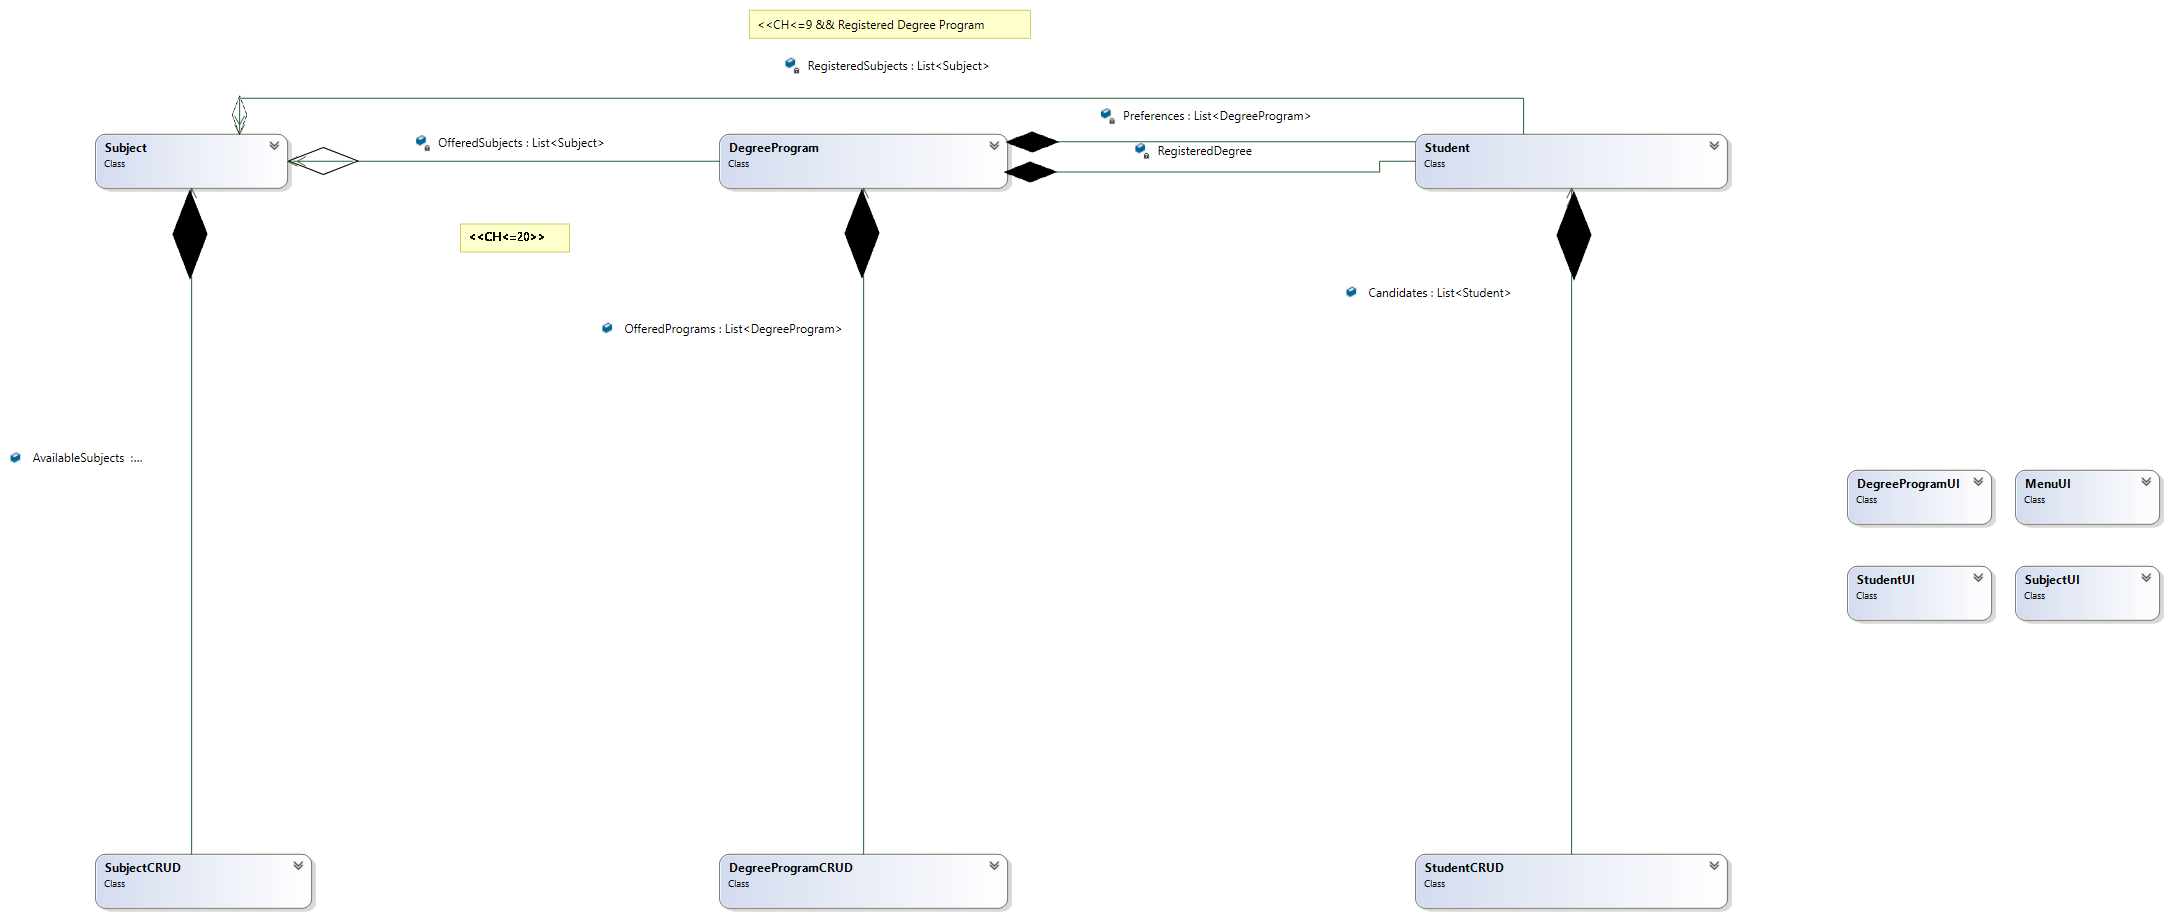 <<CH<=9 && Registered Degree Program
RegisteredSubjects : List<Subject>
Preferences : List<DegreeProgram>
OfferedSubjects : List<Subject>
RegisteredDegree
Subject
Class
DegreeProgram
Class
Student
Class
<<CH<=20>>
Candidates : List<Student>
OfferedPrograms : List<DegreeProgram>
AvailableSubjects :...
DegreeProgramUI
Class
MenuUI
Class
StudentUI
Class
SubjectUI
Class
SubjectCRUD
Class
DegreeProgramCRUD
Class
StudentCRUD
Class